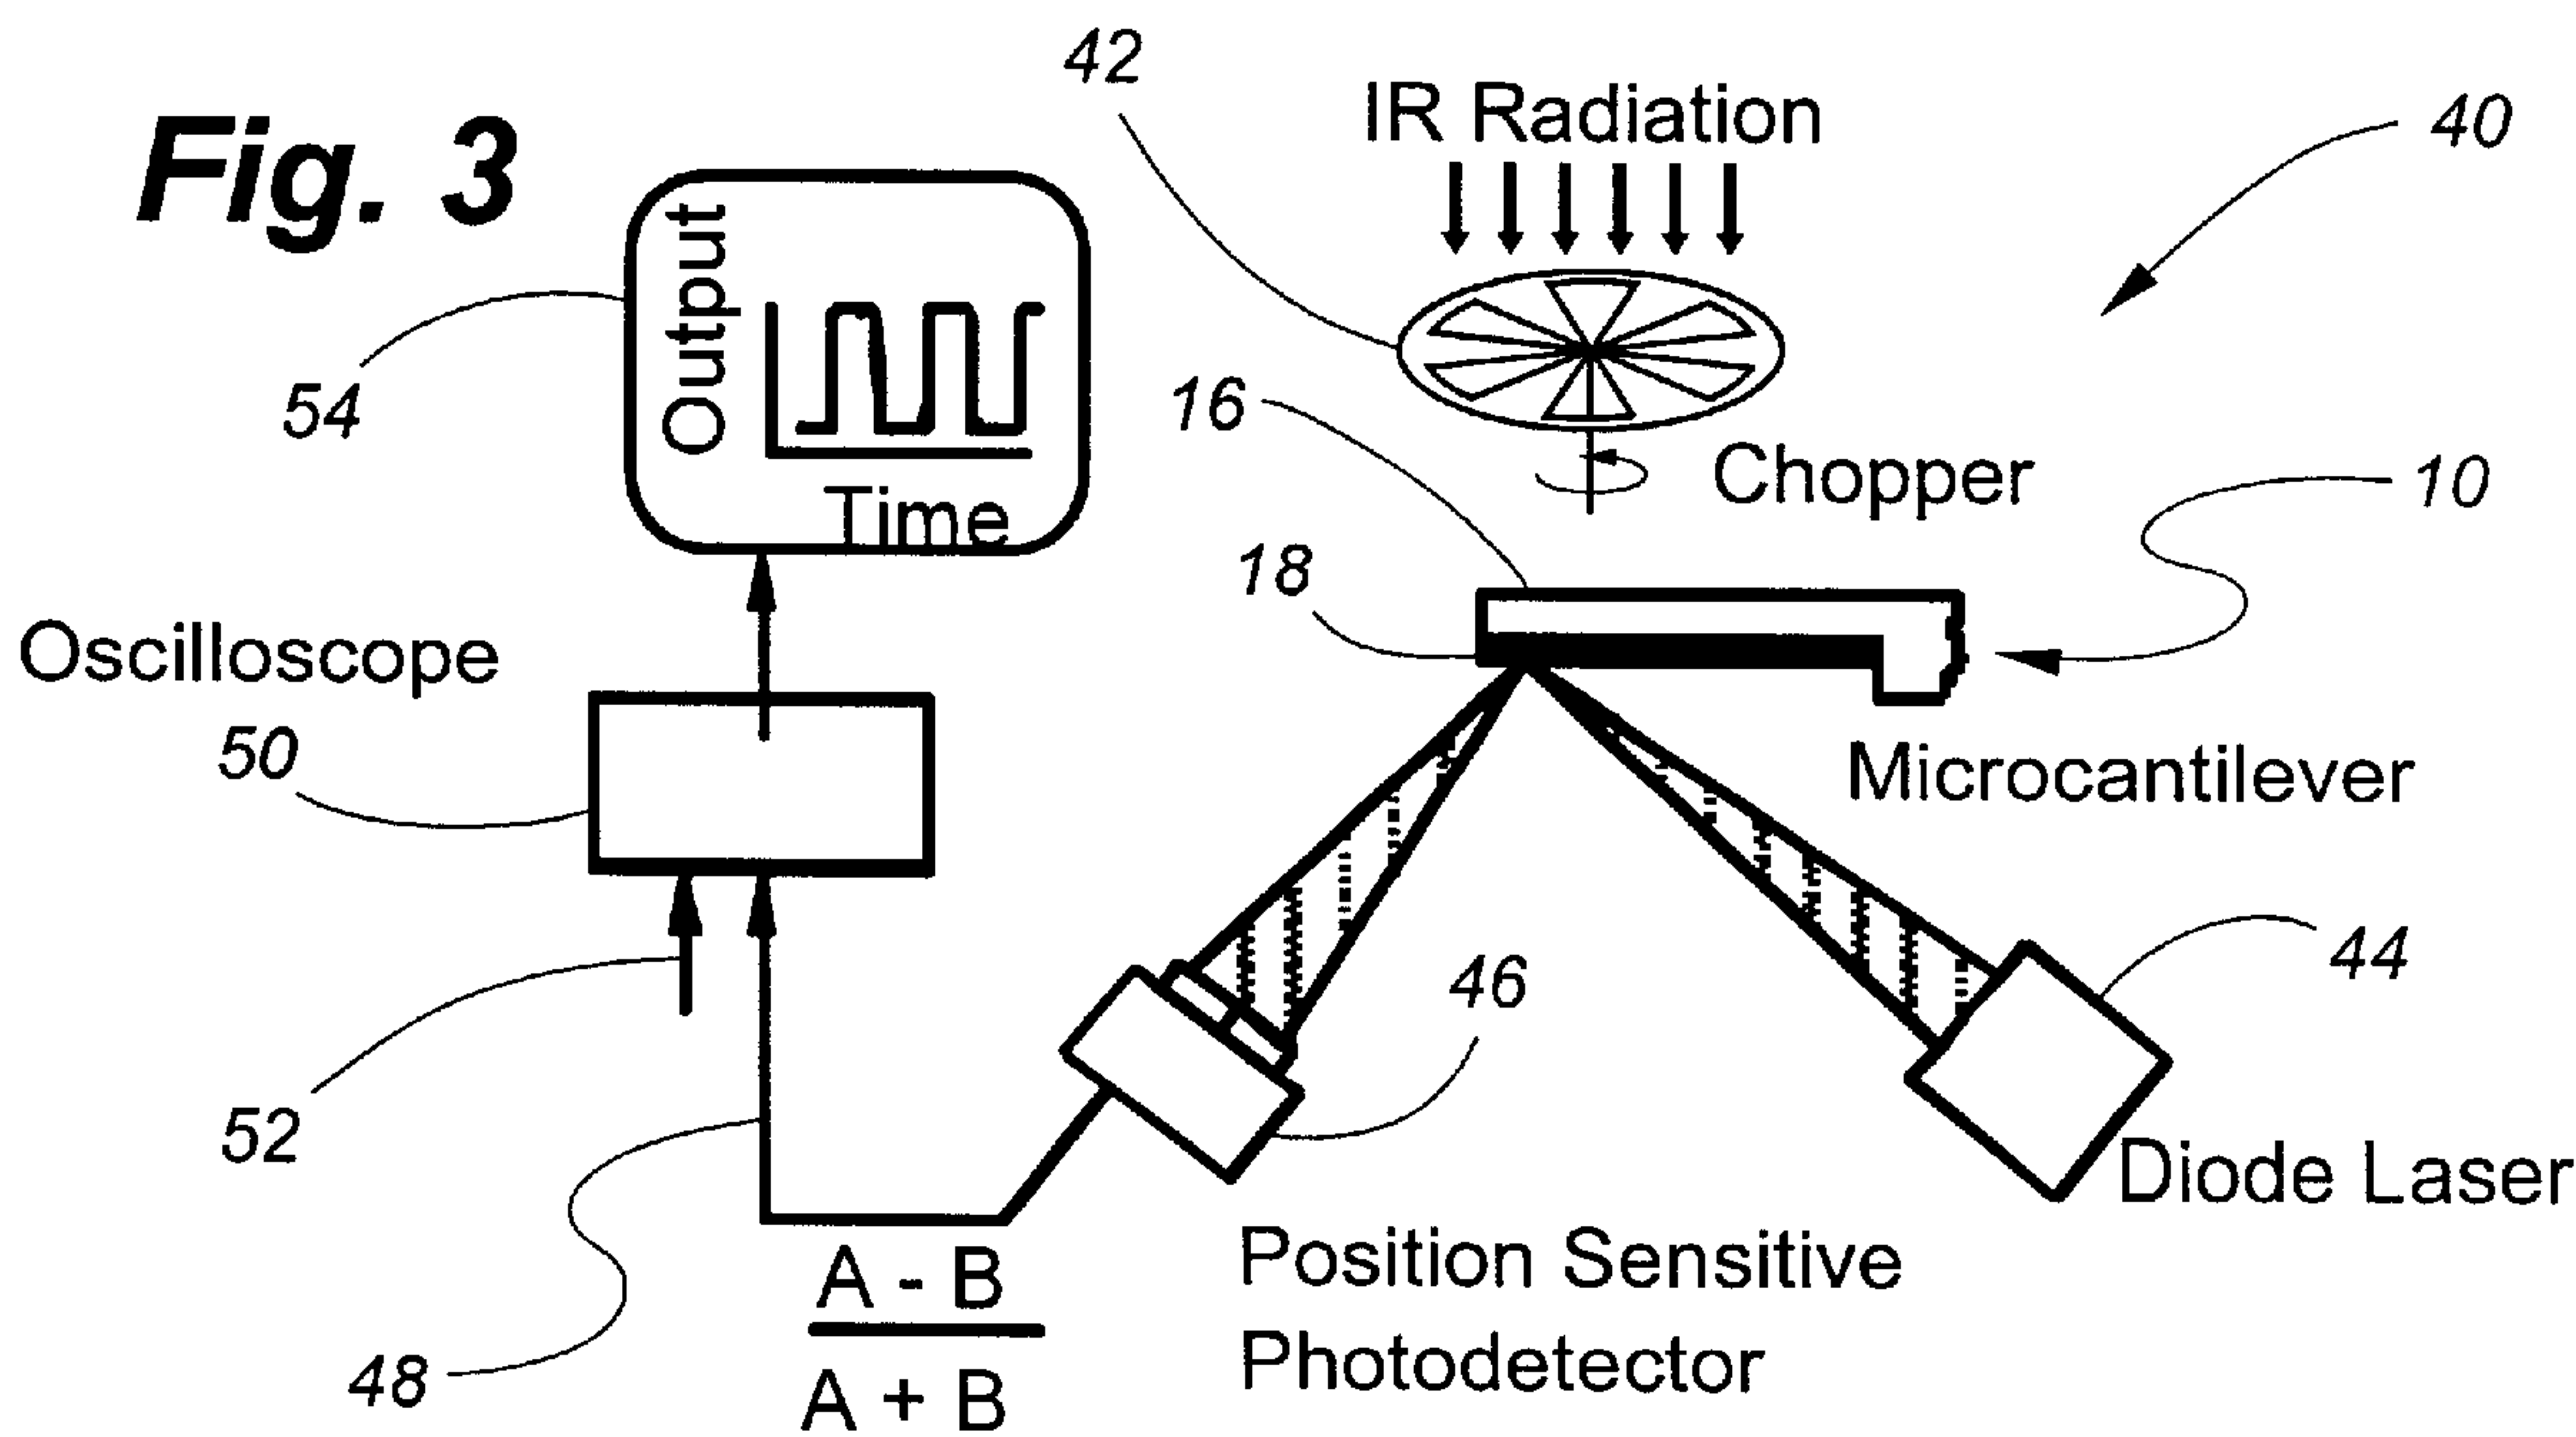 Fig. 3
42
IR Radiation
40
Output
Time
54
16
Chopper
10
18
Oscilloscope
50
Microcantilever
52
46
44
Diode Laser
48
A - B
A + B
Position Sensitive
Photodetector